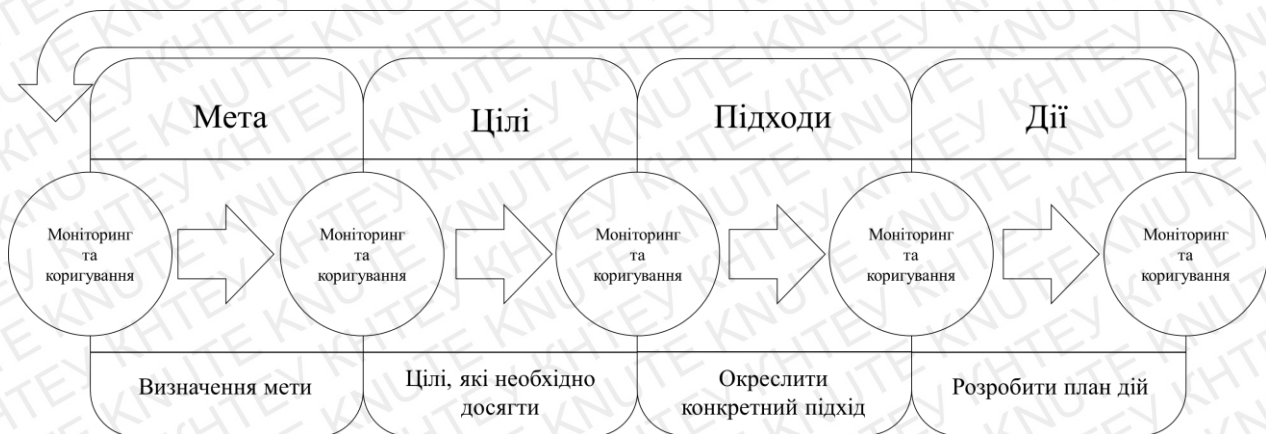 Мета
Цілі
Підходи
Дії
Моніторинг
та
коригування
Моніторинг
та
коригування
Моніторинг
та
коригування
Моніторинг
та
коригування
Моніторинг
та
коригування
Визначення мети
Цілі, які необхідно
досягти
Окреслити
конкретний підхід
Розробити план дій